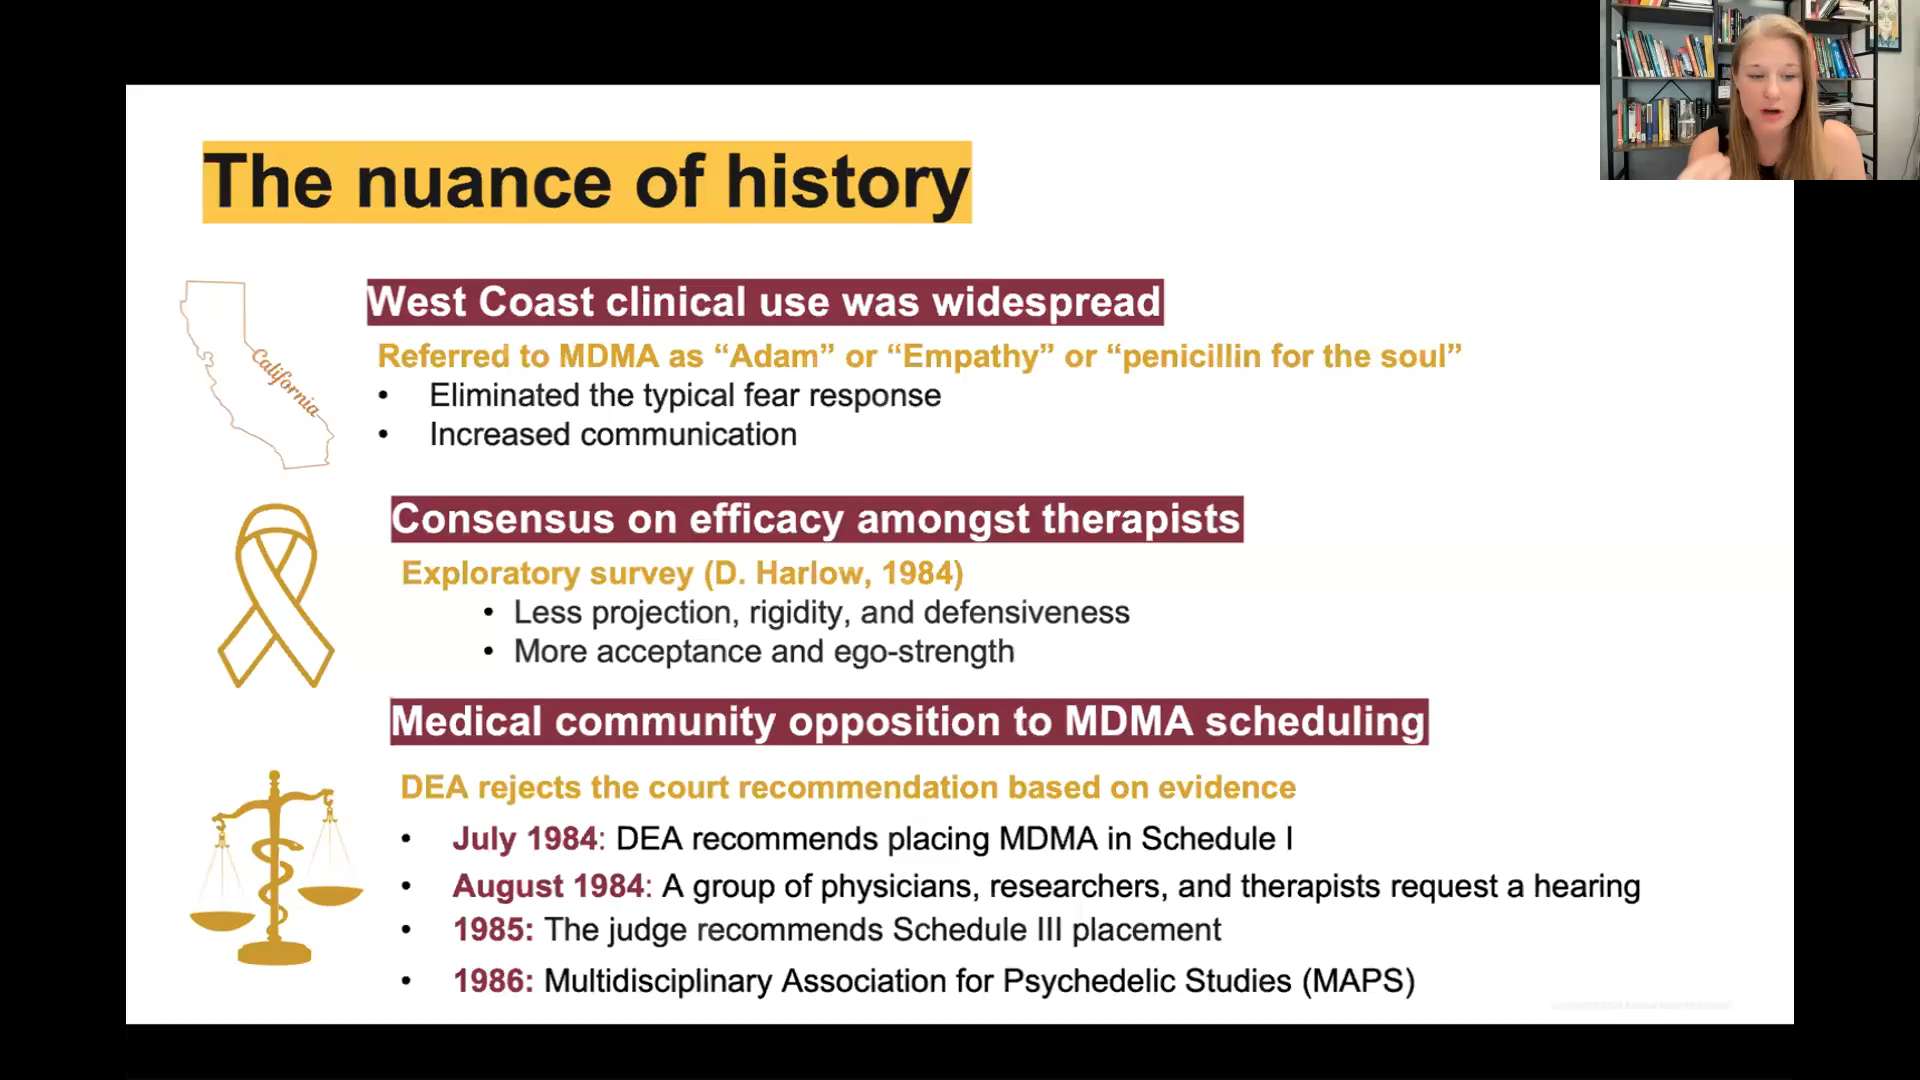 The nuance of history
California
West Coast clinical use was widespread
Referred to MDMA as “Adam” or “Empathy” or “penicillin for the soul”
• Eliminated the typical fear response
• Increased communication
Consensus on efficacy amongst therapists
Exploratory survey (D. Harlow, 1984)
• Less projection, rigidity, and defensiveness
• More acceptance and ego-strength
Medical community opposition to MDMA scheduling
DEA rejects the court recommendation based on evidence
• July 1984: DEA recommends placing MDMA in Schedule I
• August 1984: A group of physicians, researchers, and therapists request a hearing
• 1985: The judge recommends Schedule III placement
• 1986: Multidisciplinary Association for Psychedelic Studies (MAPS)